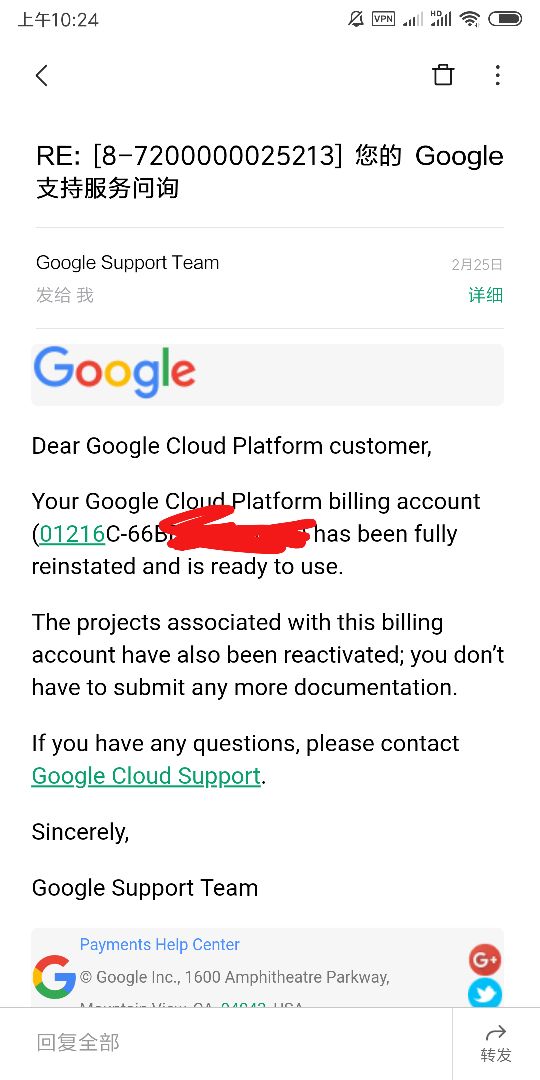 上午10:24
VPN
HD
RE: [8-7200000025213] 您的 Google
支持服务问询
Google Support Team
2月25日
发给 我
详细
Google
Dear Google Cloud Platform customer,
Your Google Cloud Platform billing account
(01216C-66B has been fully
reinstated and is ready to use.
The projects associated with this billing
account have also been reactivated; you don't
have to submit any more documentation.
If you have any questions, please contact
Google Cloud Support.
Sincerely,
Google Support Team
Payments Help Center
G
G+
© Google Inc., 1600 Amphitheatre Parkway,
Mountain View, CA, 94043, USA
回复全部
转发